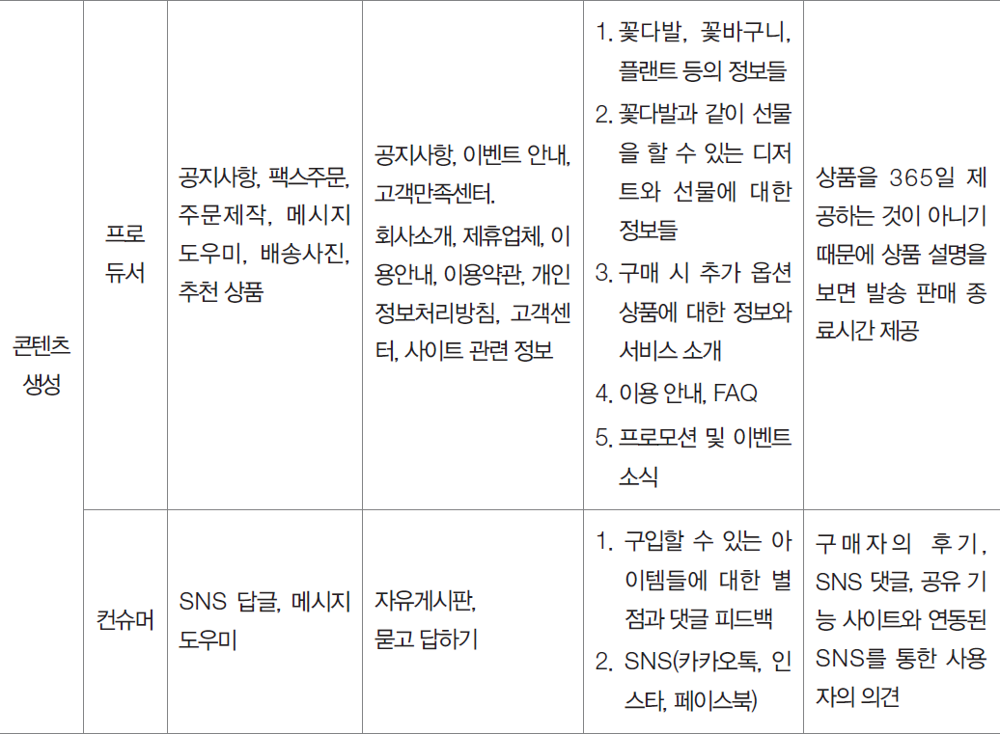 콘텐츠
생성
프로
듀서
공지사항, 팩스주문,
주문제작, 메시지
도우미, 배송사진,
추천 상품
공지사항, 이벤트 안내,
고객만족센터.
회사소개, 제휴업체, 이
용안내, 이용약관, 개인
정보처리방침, 고객센
터, 사이트 관련 정보
1. 꽃다발, 꽃바구니,
플랜트 등의 정보들
2. 꽃다발과 같이 선물
을 할 수 있는 디저
트와 선물에 대한
정보들
3. 구매 시 추가 옵션
상품에 대한 정보와
서비스 소개
4. 이용 안내, FAQ
5. 프로모션 및 이벤트
소식
상품을 365일 제
공하는 것이 아니기
때문에 상품 설명을
보면 발송 판매 종
료시간 제공
컨슈머
SNS 답글, 메시지
도우미
자유게시판,
묻고 답하기
1. 구입할 수 있는 아
이템들에 대한 별
점과 댓글 피드백
2. SNS(카카오톡, 인
스타, 페이스북)
구매자의 후기,
SNS 댓글, 공유 기
능 사이트와 연동된
SNS를 통한 사용
자의 의견